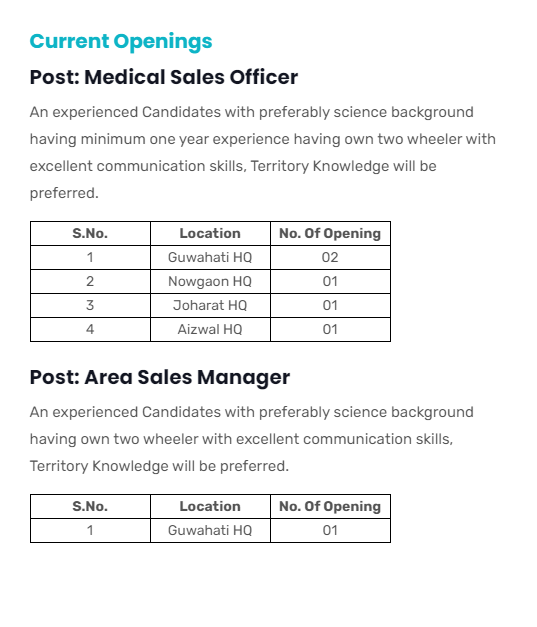 Current Openings
Post: Medical Sales Officer
An experienced Candidates with preferably science background
having minimum one year experience having own two wheeler with
excellent communication skills, Territory Knowledge will be
preferred.
S.No. Location No. Of Opening
1 Guwahati HQ 02
2 Nowgaon HQ 01
3 Joharat HQ 01
4 Aizwal HQ 01
Post: Area Sales Manager
An experienced Candidates with preferably science background
having own two wheeler with excellent communication skills,
Territory Knowledge will be preferred.
S.No. Location No. Of Opening
1 Guwahati HQ 01